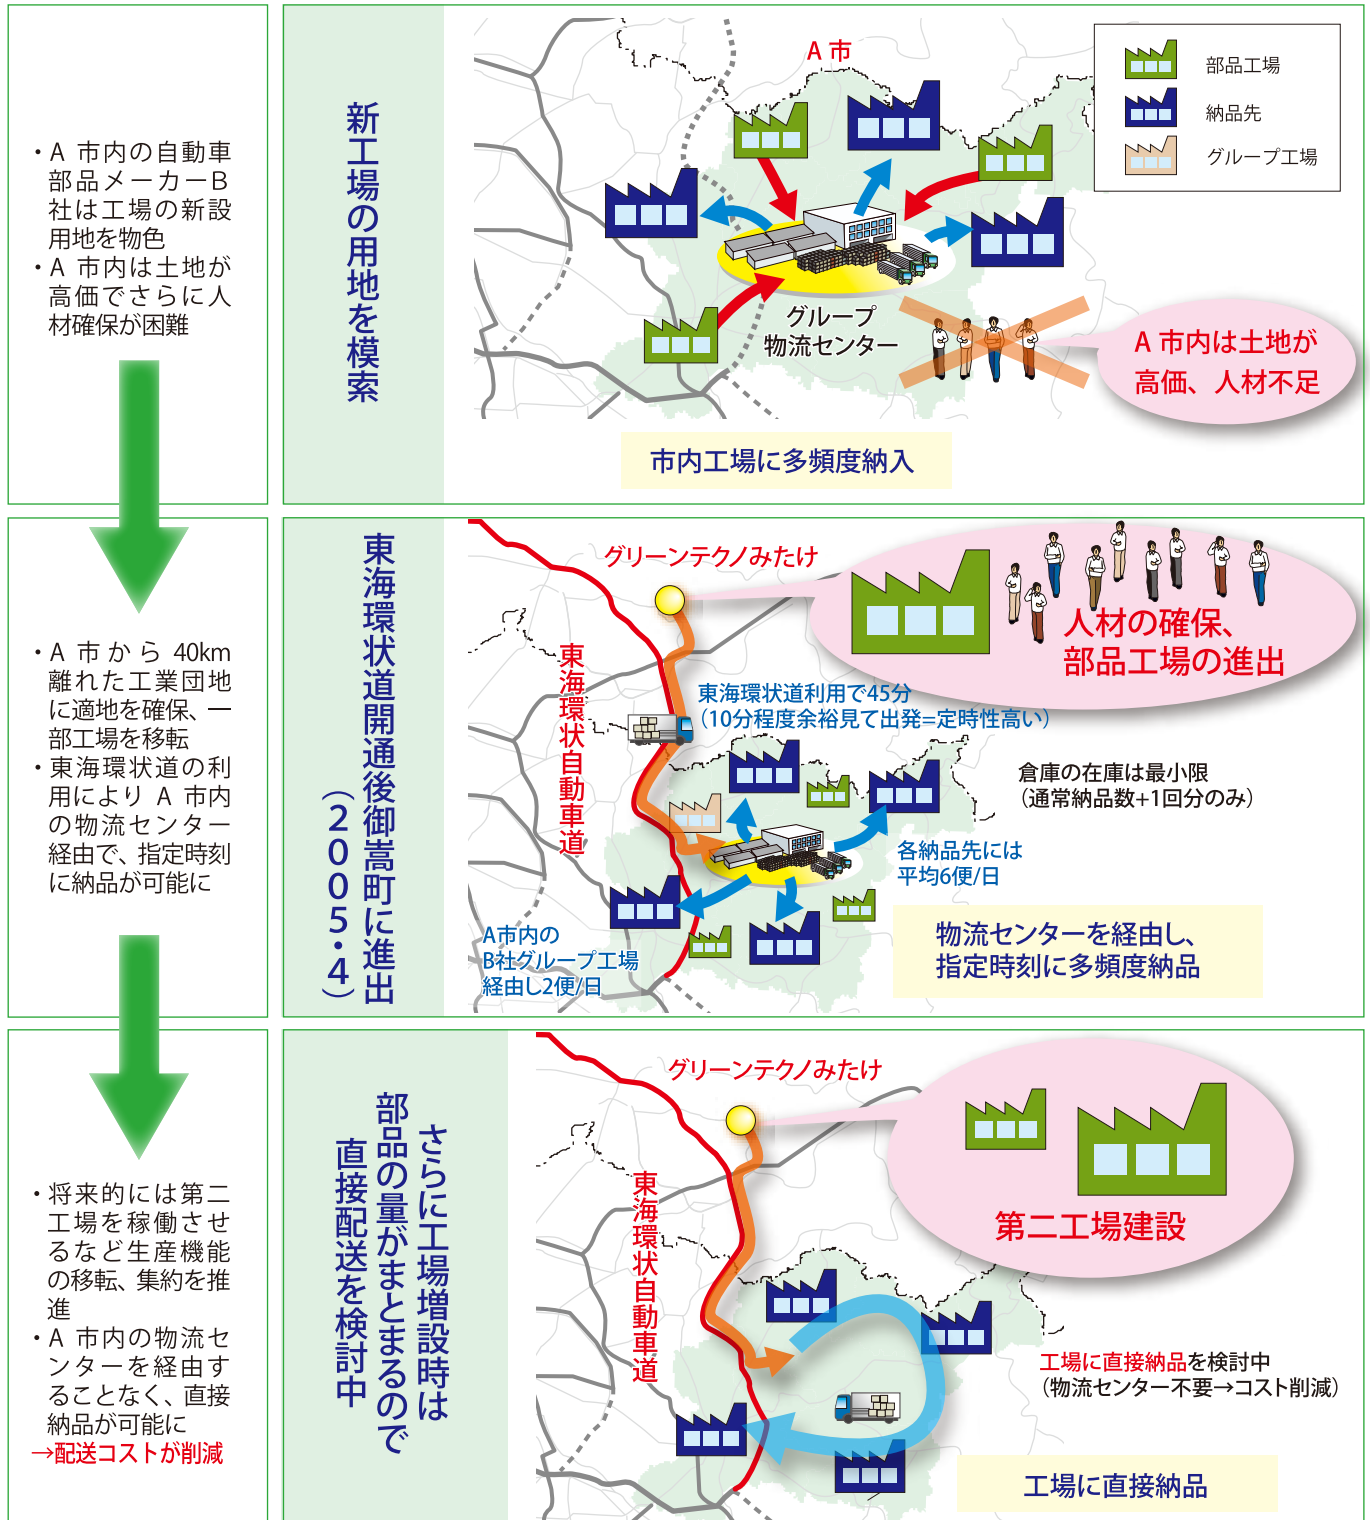 ・A 市内の自動車
部品メーカーB
社は工場の新設
用地を物色
・A 市内は土地が
高価でさらに人
材確保が困難
新工場の用地を模索
A 市
部品工場
納品先
グループ工場
グループ
物流センター
A 市内は土地が
高価、人材不足
市内工場に多頻度納入
・A 市から 40km
離れた工業団地
に適地を確保、一
部工場を移転
・東海環状道の利
用により A 市内
の物流センター
経由で、指定時刻
に納品が可能に
東海環状道開通後御嵩町に進出
（2005・4）
グリーンテクノみたけ
東海環状自動車道
人材の確保、
部品工場の進出
東海環状道利用で45分
（10分程度余裕見て出発=定時性高い）
倉庫の在庫は最小限
（通常納品数+1回分のみ）
各納品先には
平均6便/日
A市内の
B社グループ工場
経由し2便/日
物流センターを経由し、
指定時刻に多頻度納品
・将来的には第二
工場を稼働させ
るなど生産機能
の移転、集約を推
進
・A 市内の物流セ
ンターを経由す
ることなく、直接
納品が可能に
→配送コストが削減
さらに工場増設時は
部品の量がまとまるので
直接配送を検討中
グリーンテクノみたけ
東海環状自動車道
第二工場建設
工場に直接納品を検討中
（物流センター不要→コスト削減）
工場に直接納品